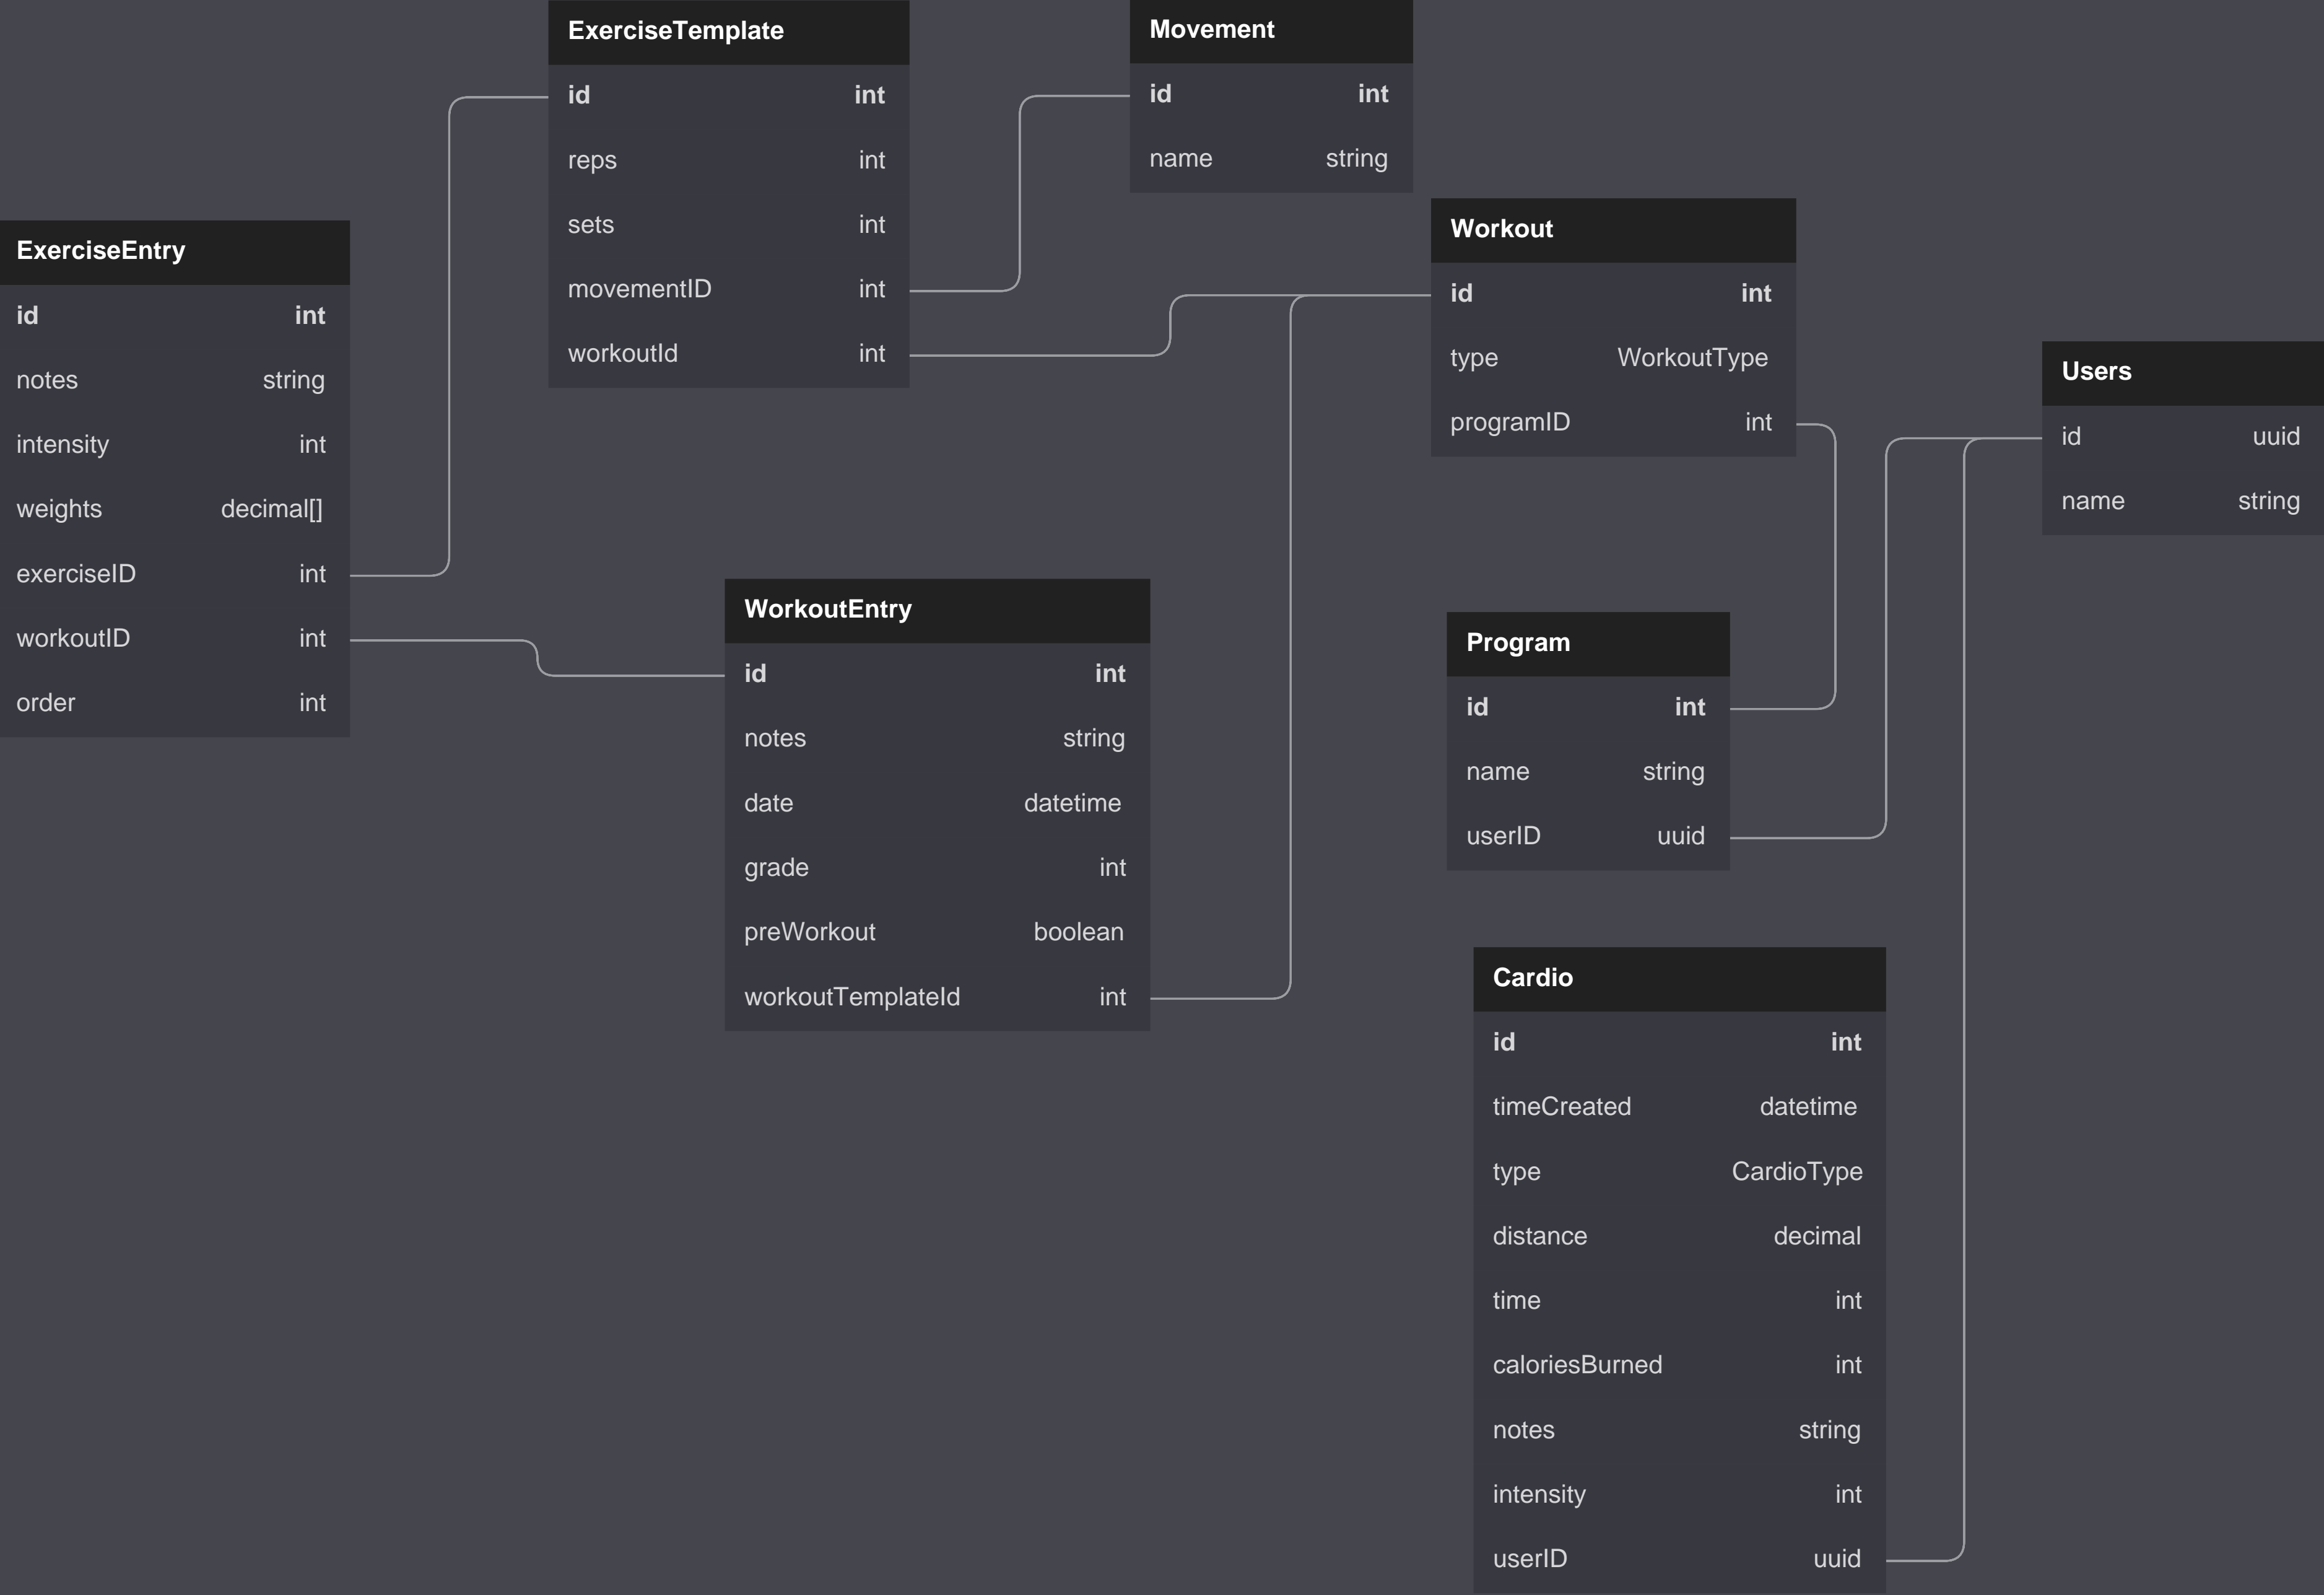 ExerciseTemplate
id int
reps int
sets int
movementID int
workoutId int
Movement
id int
name string
ExerciseEntry
id int
notes string
intensity int
weights decimal[]
exerciseID int
workoutID int
order int
Workout
id int
type WorkoutType
programID int
Users
id uuid
name string
WorkoutEntry
id int
notes string
date datetime
grade int
preWorkout boolean
workoutTemplateId int
Program
id int
name string
userID uuid
Cardio
id int
timeCreated datetime
type CardioType
distance decimal
time int
caloriesBurned int
notes string
intensity int
userID uuid